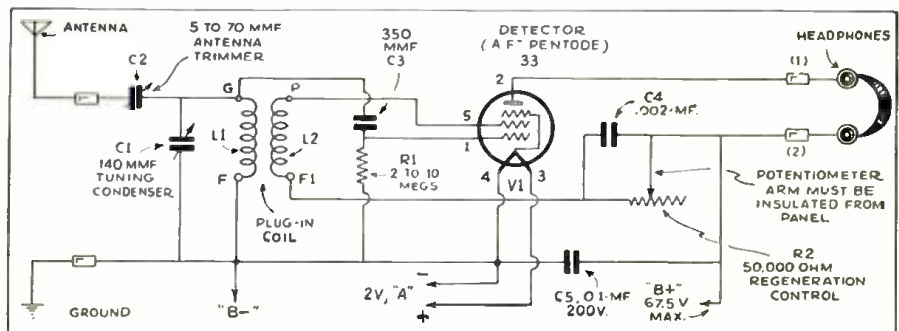 ANTENNA
5 TO 70 MMF
ANTENNA
TRIMMER
C2
350
MMF
C3
DETECTOR
(A F PENTODE)
33
HEADPHONES
(1)
2
G
P
5
1
C4
.002-MF.
C1
140 MMF
TUNING
CONDENSER
L1
L2
R1
2 TO 10
MEGS
4
V1
3
(2)
F
F1
PLUG-IN
COIL
POTENTIOMETER
ARM MUST BE
INSULATED FROM
PANEL
R2
50,000 OHM
REGENERATION
CONTROL
GROUND
"B-"
2V, "A"
-
+
C5, 0.1-MF
200V.
"B+"
67.5 V
MAX.